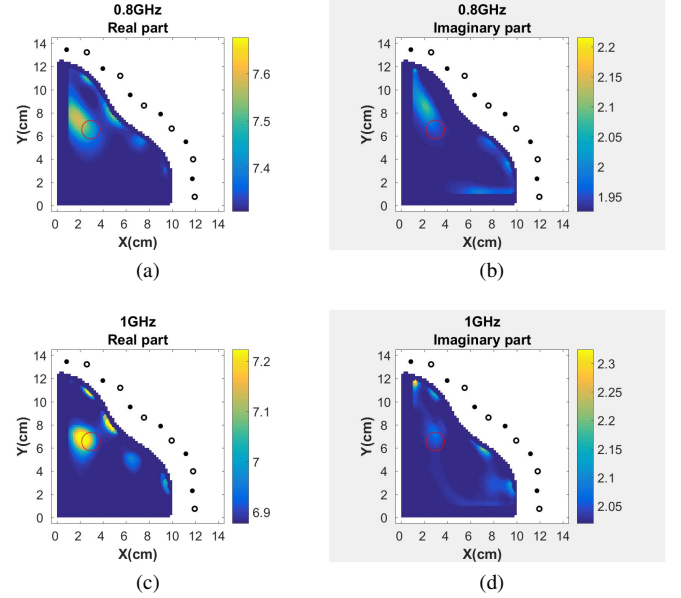 0.8GHz
Real part
14
12
10
8
6
4
2
0
Y(cm)
0 2 4 6 8 10 12 14
X(cm)
7.6
7.5
7.4
(a)
0.8GHz
Imaginary part
14
12
10
8
6
4
2
0
Y(cm)
0 2 4 6 8 10 12 14
X(cm)
2.2
2.15
2.1
2.05
2
1.95
(b)
1GHz
Real part
14
12
10
8
6
4
2
0
Y(cm)
0 2 4 6 8 10 12 14
X(cm)
7.2
7.1
7
6.9
(c)
1GHz
Imaginary part
14
12
10
8
6
4
2
0
Y(cm)
0 2 4 6 8 10 12 14
X(cm)
2.3
2.25
2.2
2.15
2.1
2.05
(d)